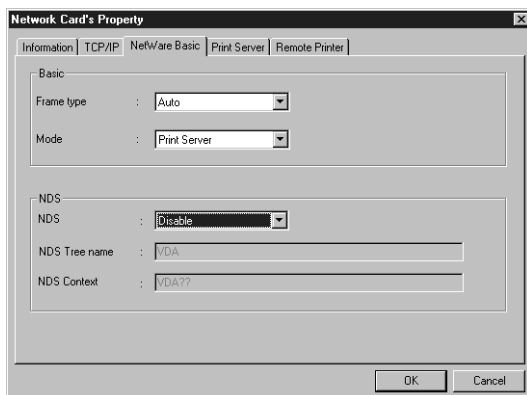 Network Card's Property
Information TCP/IP NetWare Basic Print Server Remote Printer
Basic
Frame type : Auto
Mode : Print Server
NDS
NDS : Disable
NDS Tree name : VDA
NDS Context : VDA??
OK Cancel